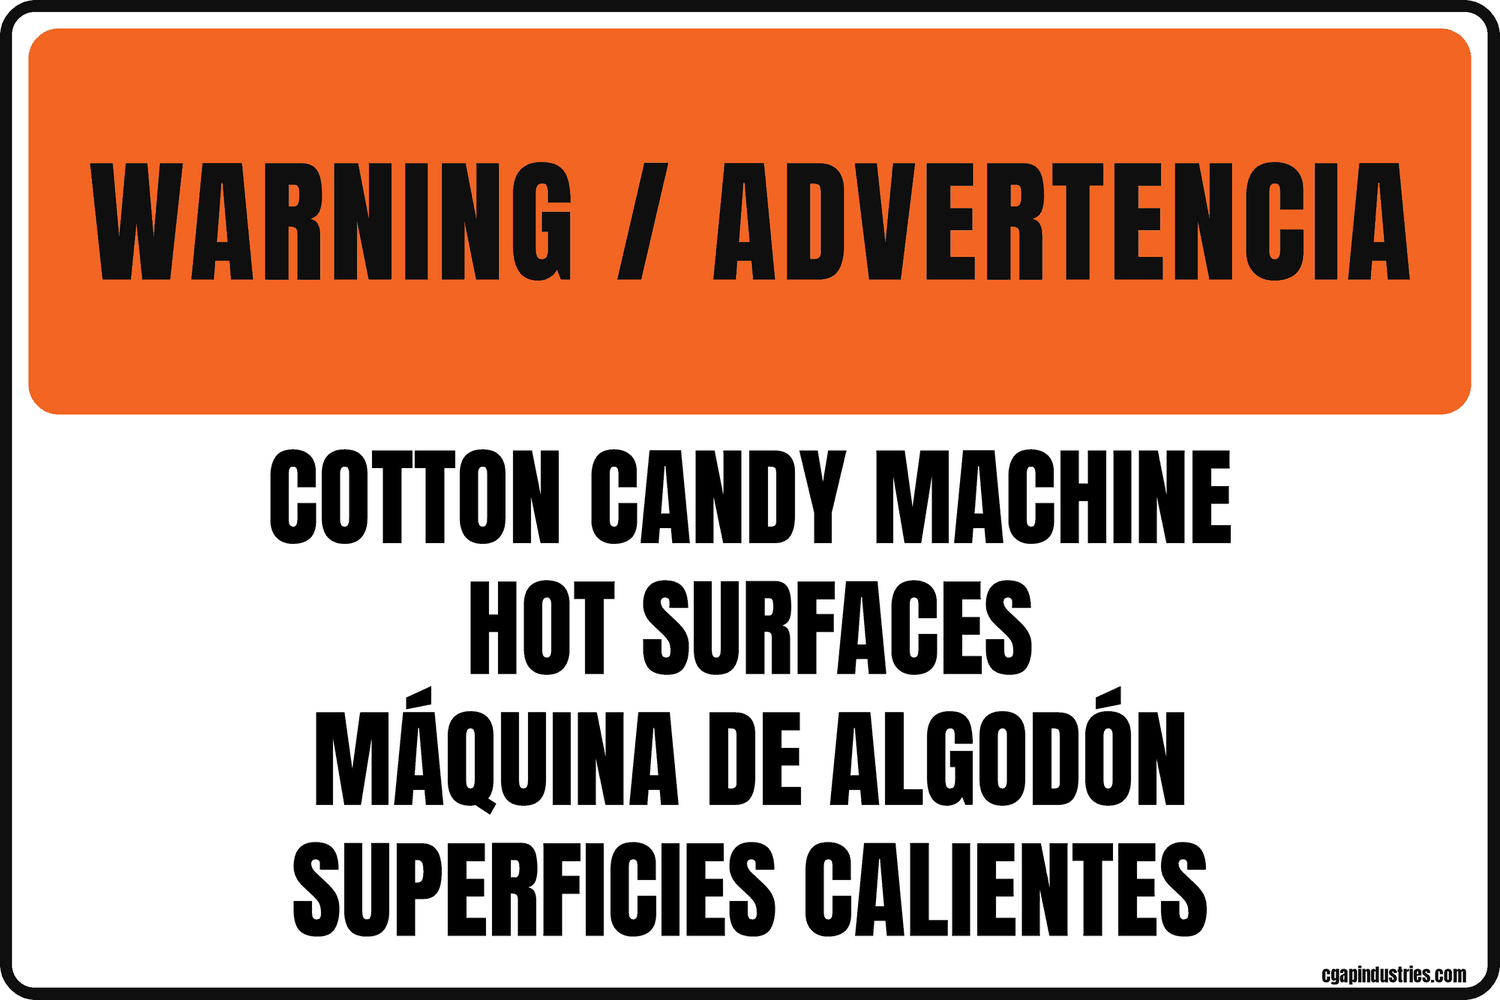 WARNING / ADVERTENCIA
COTTON CANDY MACHINE
HOT SURFACES
MÁQUINA DE ALGODÓN
SUPERFICIES CALIENTES
cgapindustries.com